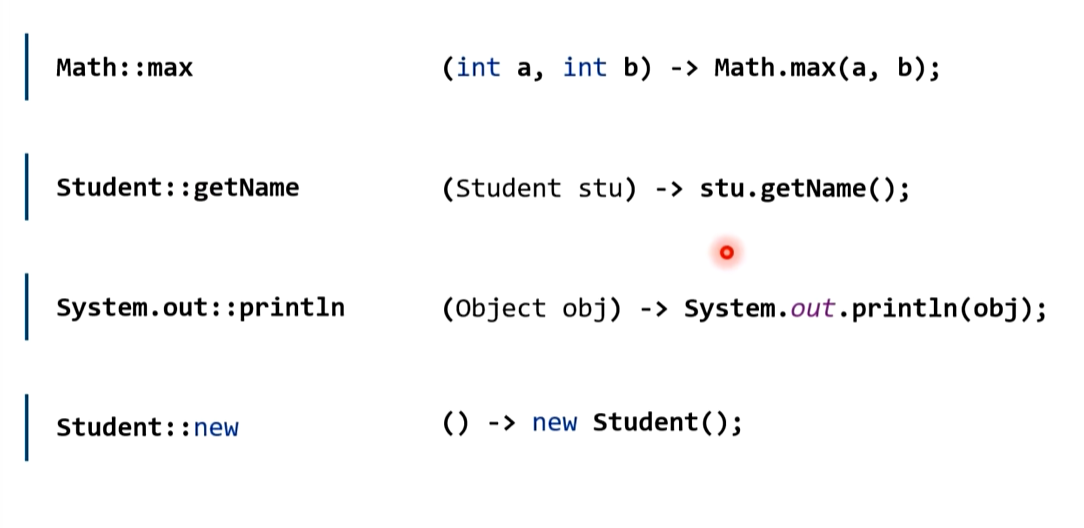 Math::max (int a, int b) -> Math.max(a, b);
Student::getName (Student stu) -> stu.getName();
System.out::println (Object obj) -> System.out.println(obj);
Student::new () -> new Student();